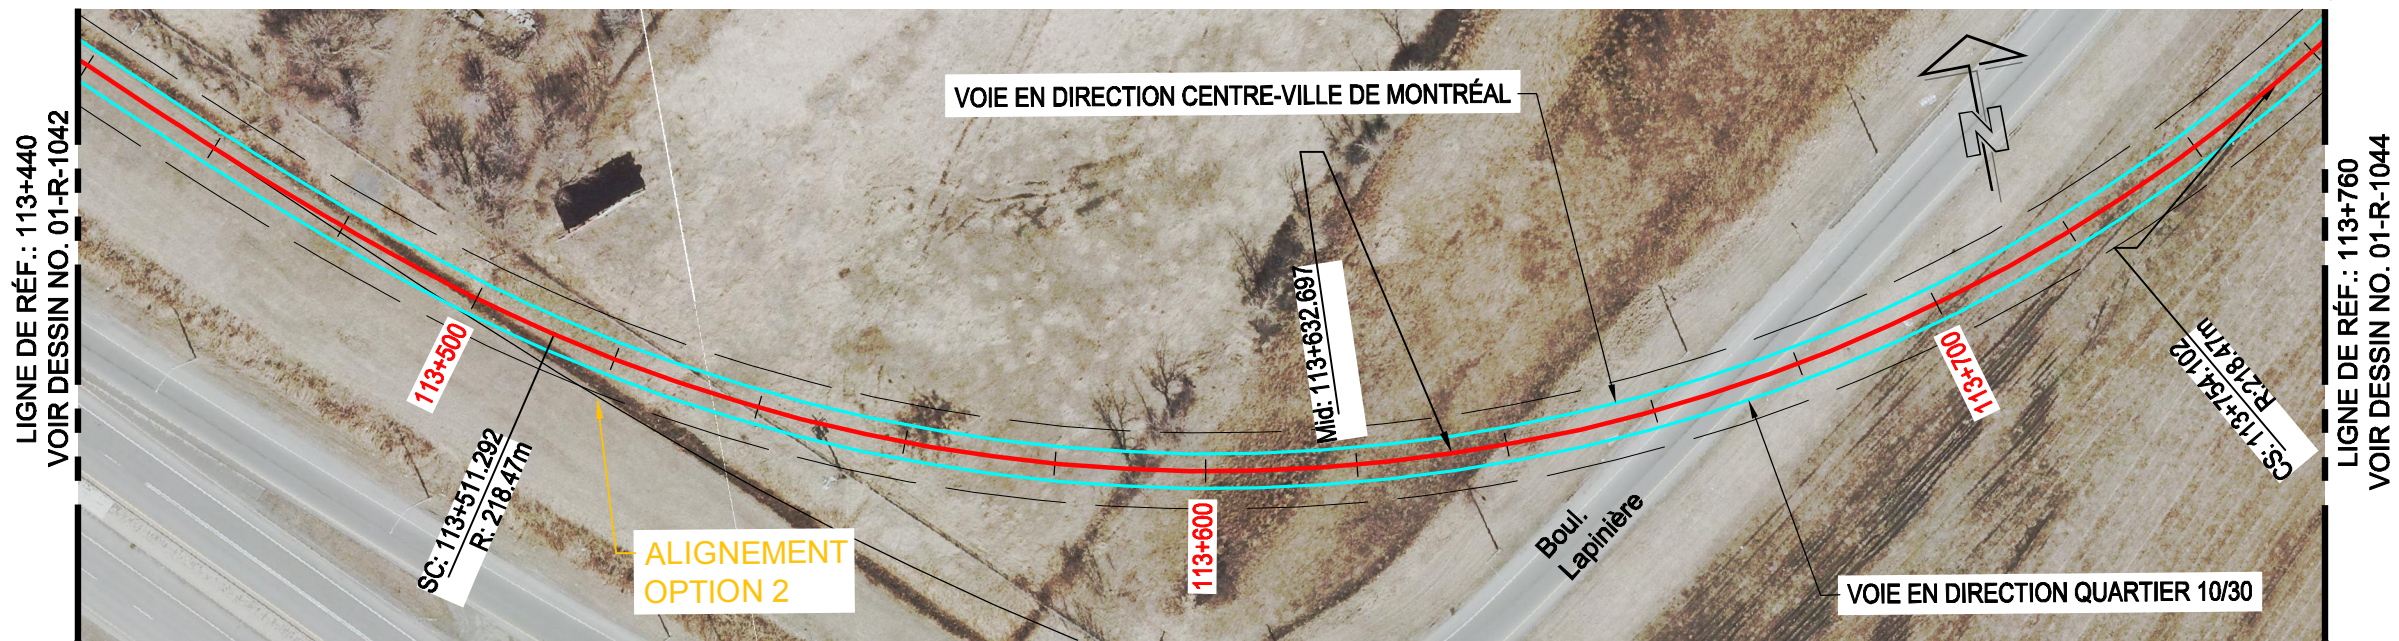 LIGNE DE RÉF.: 113+440
VOIR DESSIN NO. 01-R-1042
VOIE EN DIRECTION CENTRE-VILLE DE MONTRÉAL
N
113+500
SC: 113+511.292
R: 218.47m
ALIGNEMENT
OPTION 2
113+600
Mid: 113+632.697
Boul.
Lapinière
113+700
CS: 113+754.102
R:218.47m
VOIE EN DIRECTION QUARTIER 10/30
LIGNE DE RÉF.: 113+760
VOIR DESSIN NO. 01-R-1044